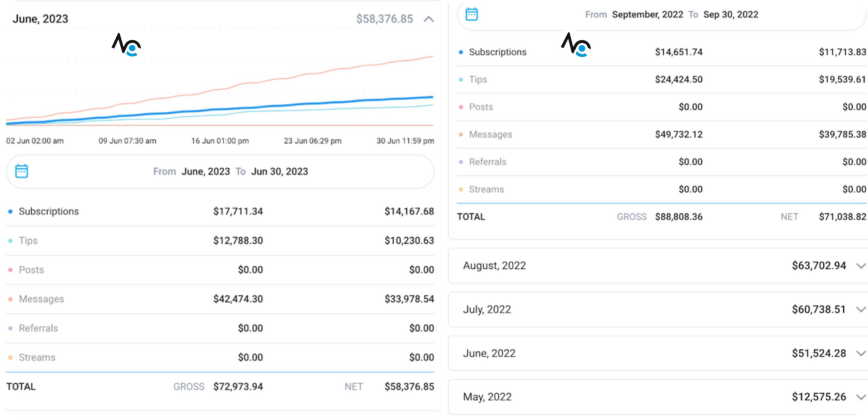 June, 2023 $58,376.85
02 Jun 02:00 am 09 Jun 07:30 am 16 Jun 01:00 pm 23 Jun 06:29 pm 30 Jun 11:59 pm
From June, 2023 To Jun 30, 2023
Subscriptions $17,711.34 $14,167.68
Tips $12,788.30 $10,230.63
Posts $0.00 $0.00
Messages $42,474.30 $33,978.54
Referrals $0.00 $0.00
Streams $0.00 $0.00
TOTAL GROSS $72,973.94 NET $58,376.85
From September, 2022 To Sep 30, 2022
Subscriptions $14,651.74 $11,713.83
Tips $24,424.50 $19,539.61
Posts $0.00 $0.00
Messages $49,732.12 $39,785.38
Referrals $0.00 $0.00
Streams $0.00 $0.00
TOTAL GROSS $88,808.36 NET $71,038.82
August, 2022 $63,702.94
July, 2022 $60,738.51
June, 2022 $51,524.28
May, 2022 $12,575.26